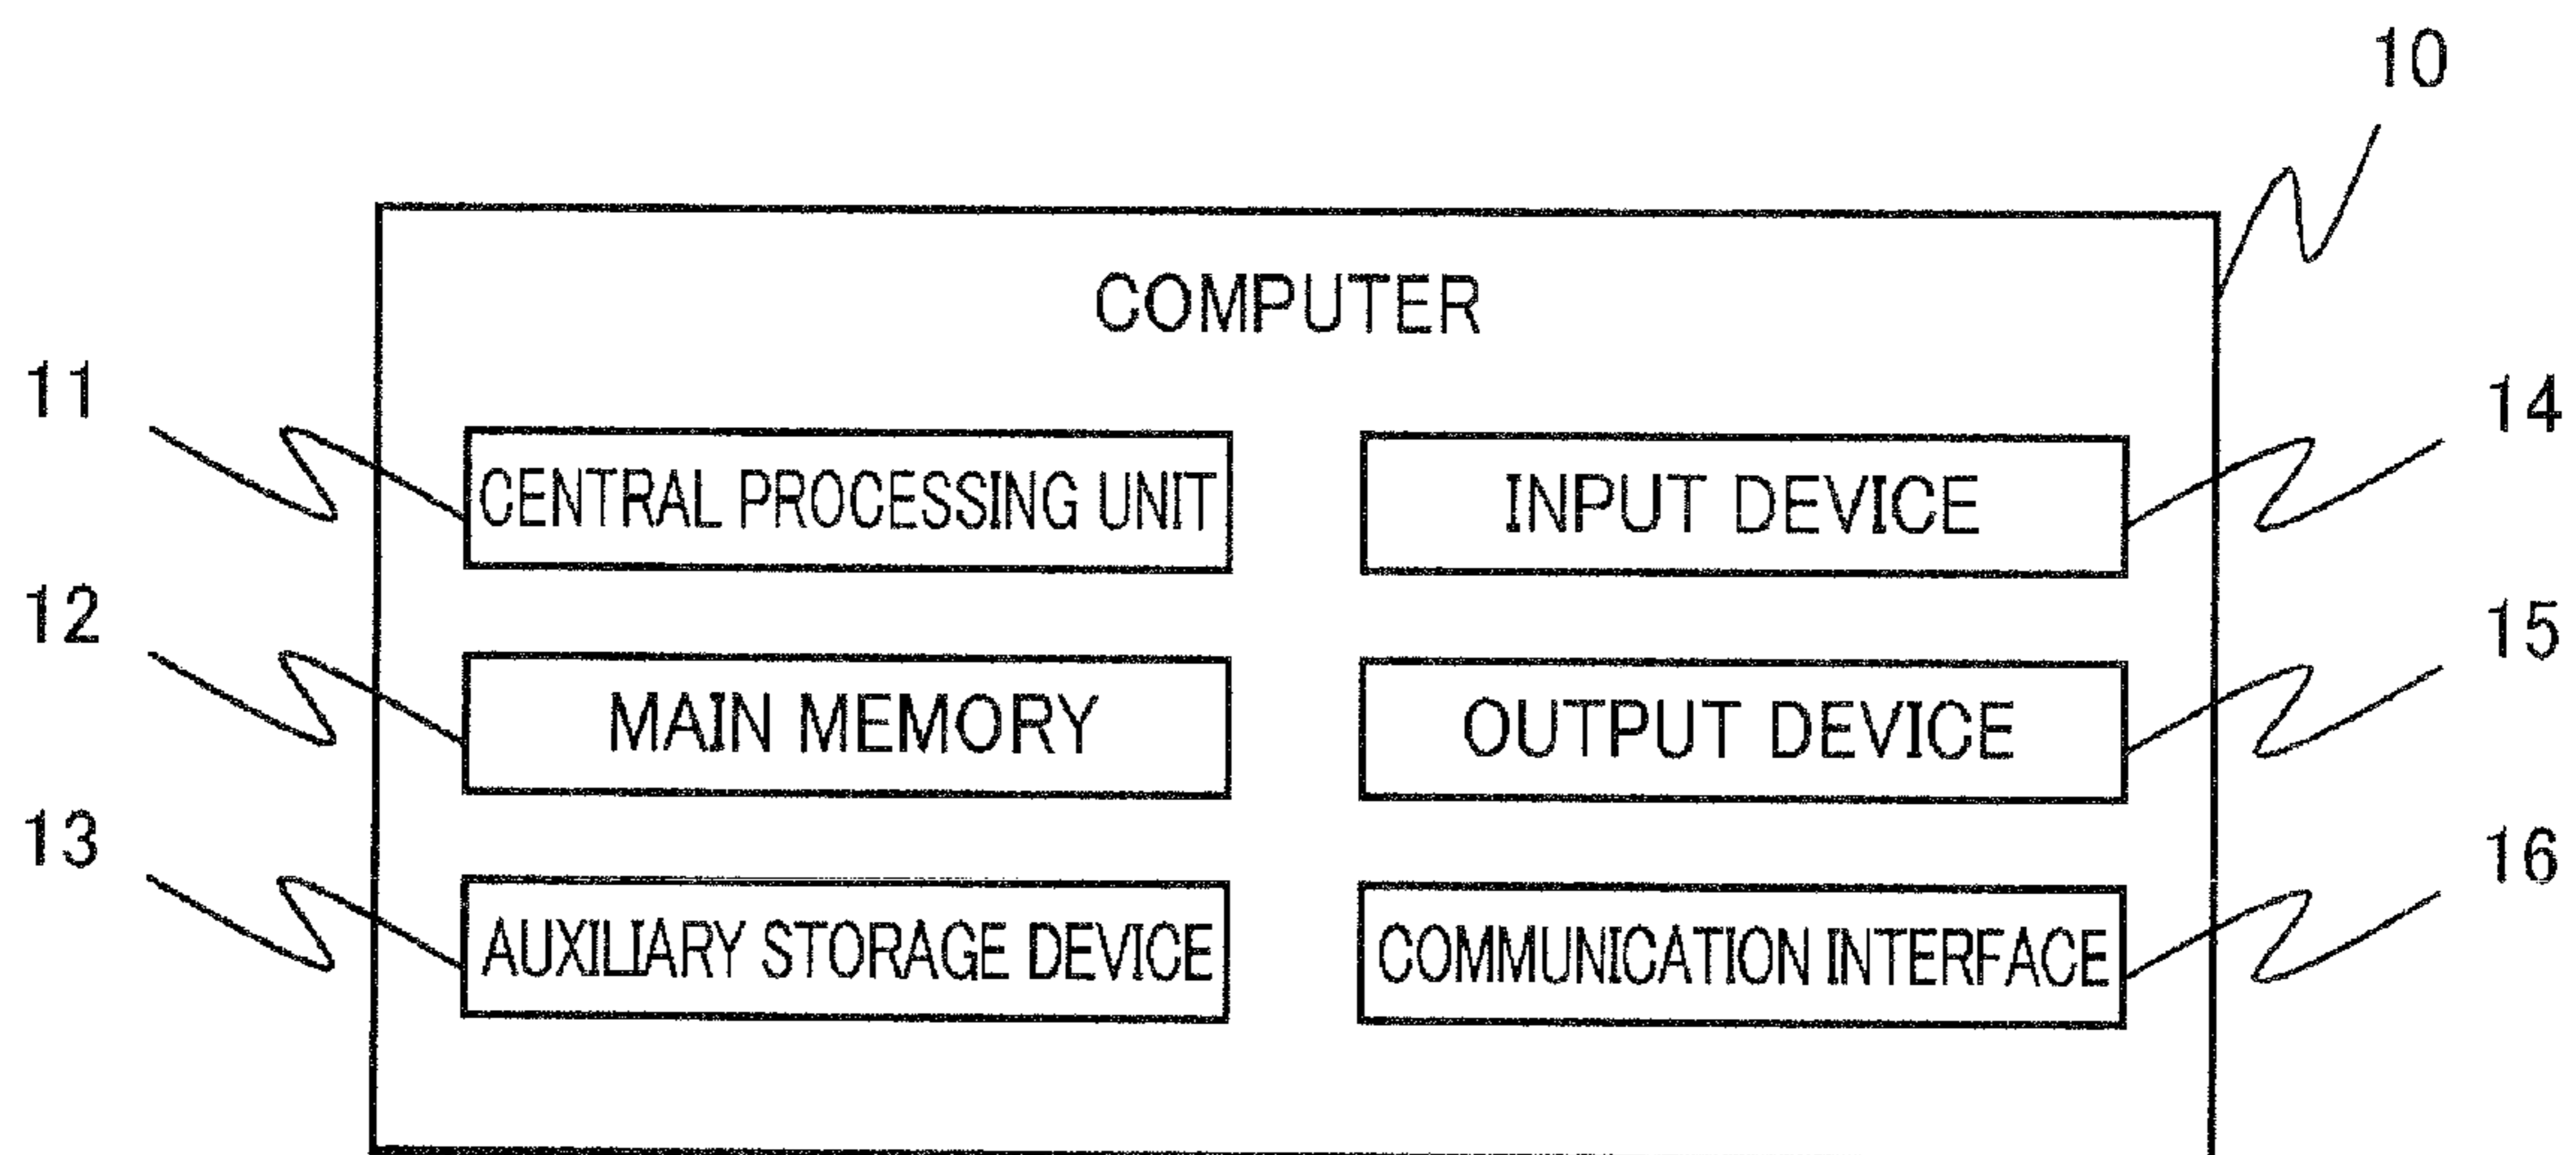 10
COMPUTER
11
CENTRAL PROCESSING UNIT
INPUT DEVICE
14
12
MAIN MEMORY
OUTPUT DEVICE
15
13
AUXILIARY STORAGE DEVICE
COMMUNICATION INTERFACE
16